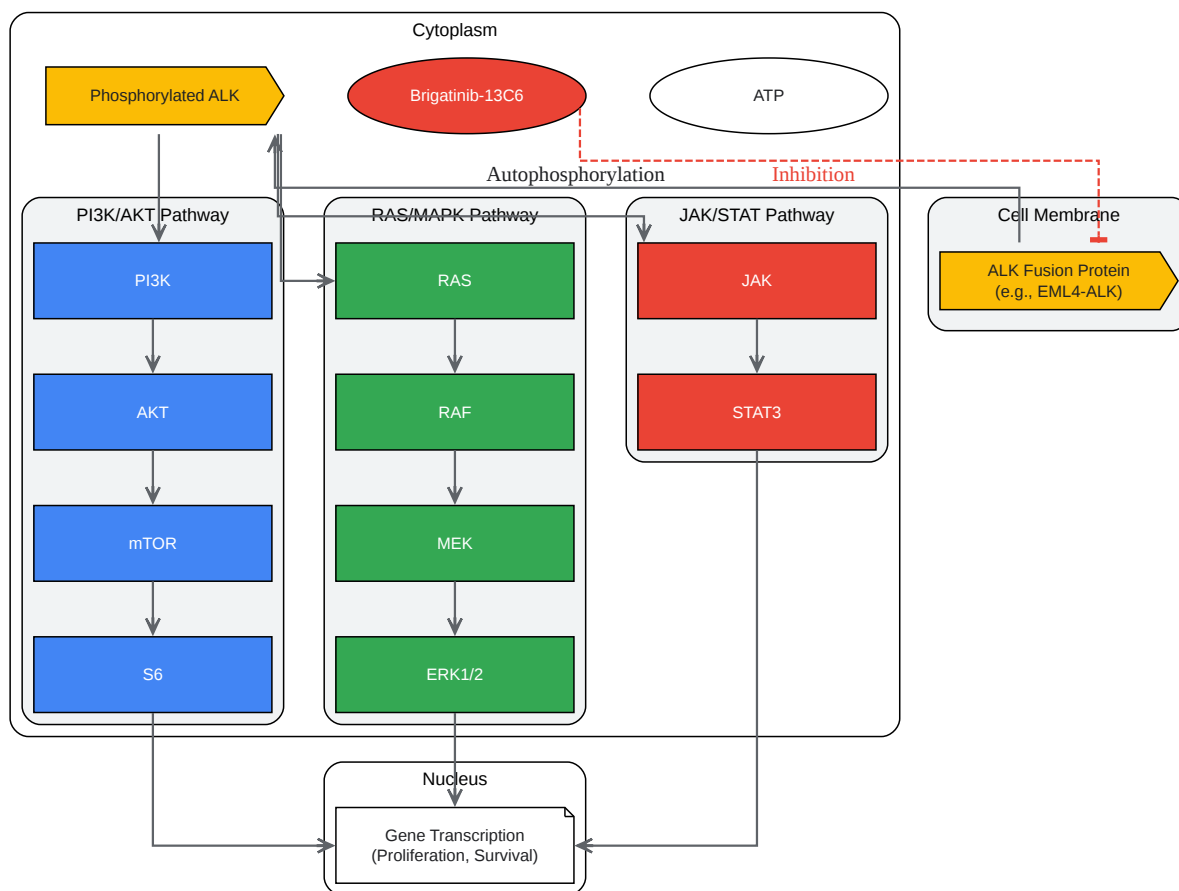 Cytoplasm
Phosphorylated ALK
Brigatinib-13C6
ATP
Autophosphorylation
Inhibition
PI3K/AKT Pathway
RAS/MAPK Pathway
JAK/STAT Pathway
Cell Membrane
PI3K
RAS
JAK
ALK Fusion Protein
(e.g., EML4-ALK)
AKT
RAF
STAT3
mTOR
MEK
S6
ERK1/2
Nucleus
Gene Transcription
(Proliferation, Survival)